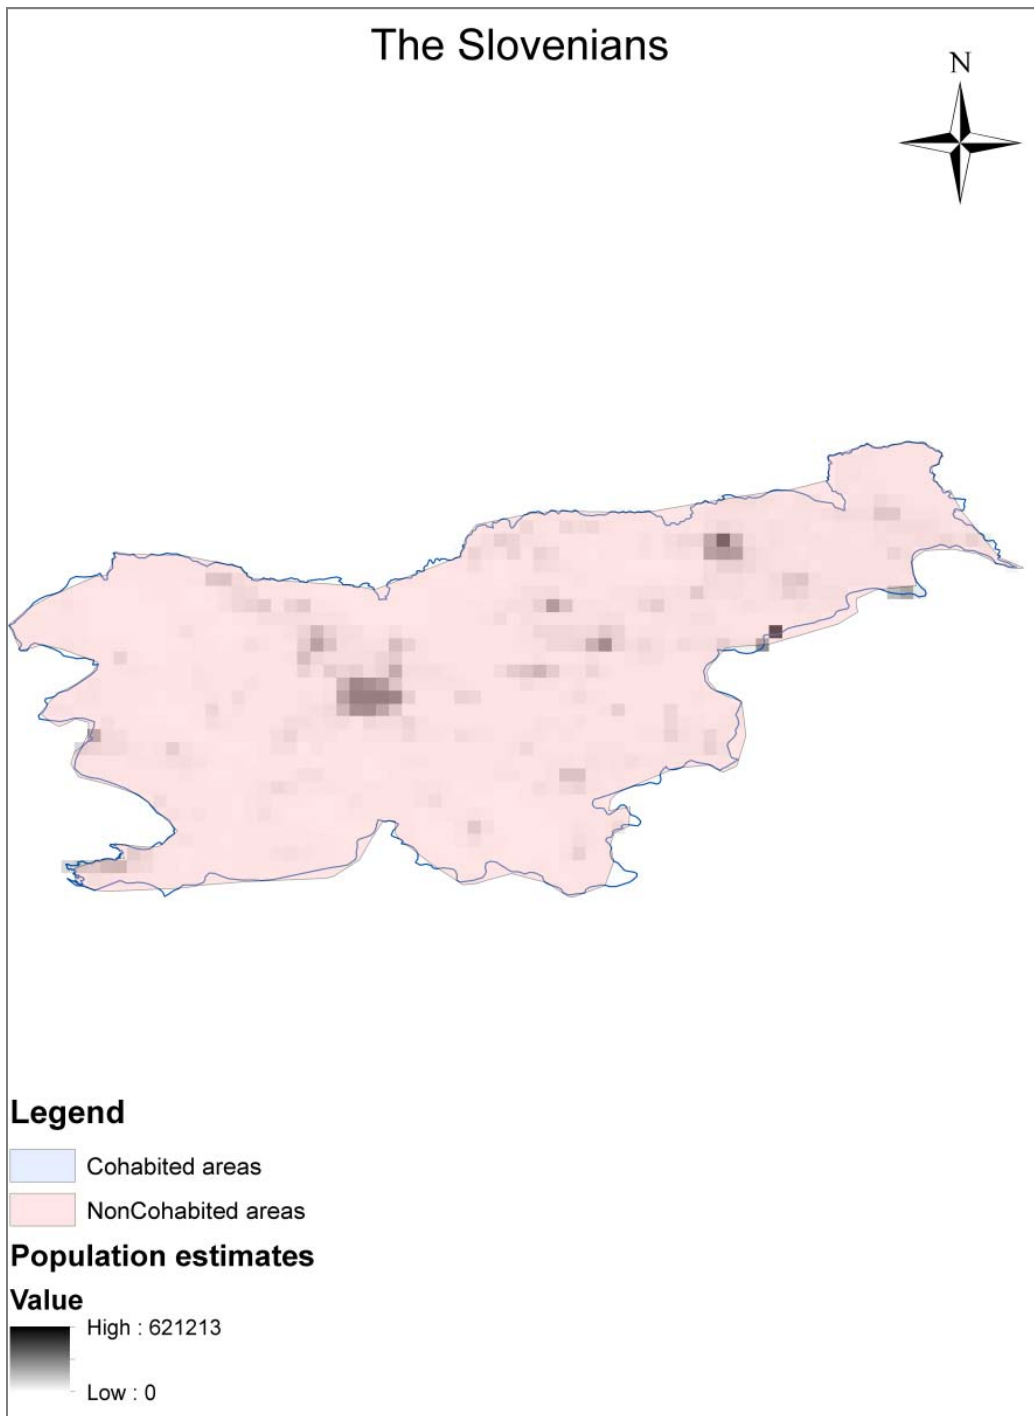 The Slovenians
N
Legend
Cohabited areas
NonCohabited areas
Population estimates
Value
High : 621213
Low : 0